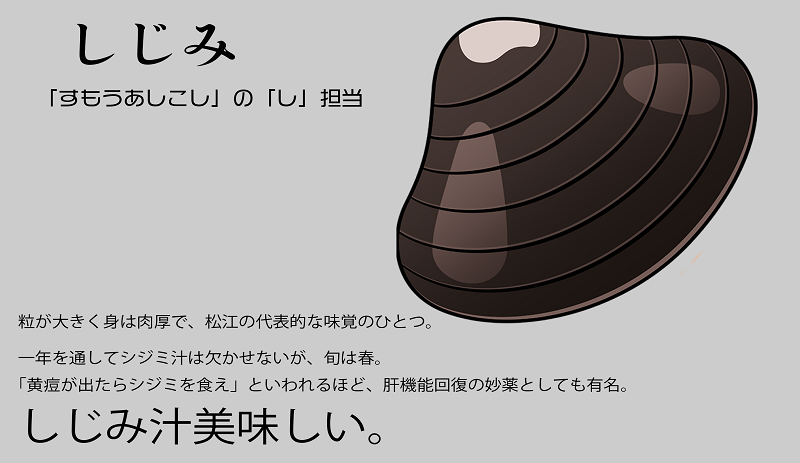 しじみ
「すもうあしこし」の「し」担当
粒が大きく身は肉厚で、松江の代表的な味覚のひとつ。
一年を通してシジミ汁は欠かせないが、旬は春。
「黄疸が出たらシジミを食え」といわれるほど、肝機能回復の妙薬としても有名。
しじみ汁美味しい。